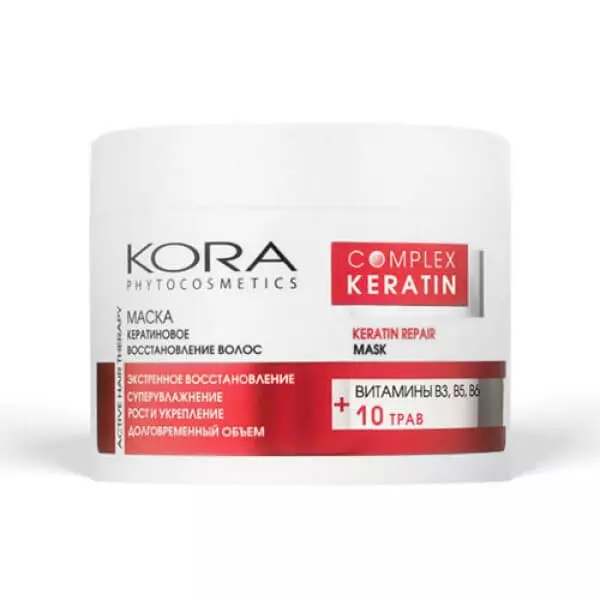 KORA
PHYTOCOSMETICS
COMPLEX
KERATIN
МАСКА
КЕРАТИНОВОЕ
ВОССТАНОВЛЕНИЕ ВОЛОС
KERATIN REPAIR
MASK
ACTIVE HAIR THERAPY
ЭКСТРЕННОЕ ВОССТАНОВЛЕНИЕ
СУПЕРУВЛАЖНЕНИЕ
РОСТ И УКРЕПЛЕНИЕ
ДОЛГОВРЕМЕННЫЙ ОБЪЕМ
+ ВИТАМИНЫ B3, B5, B6
10 ТРАВ